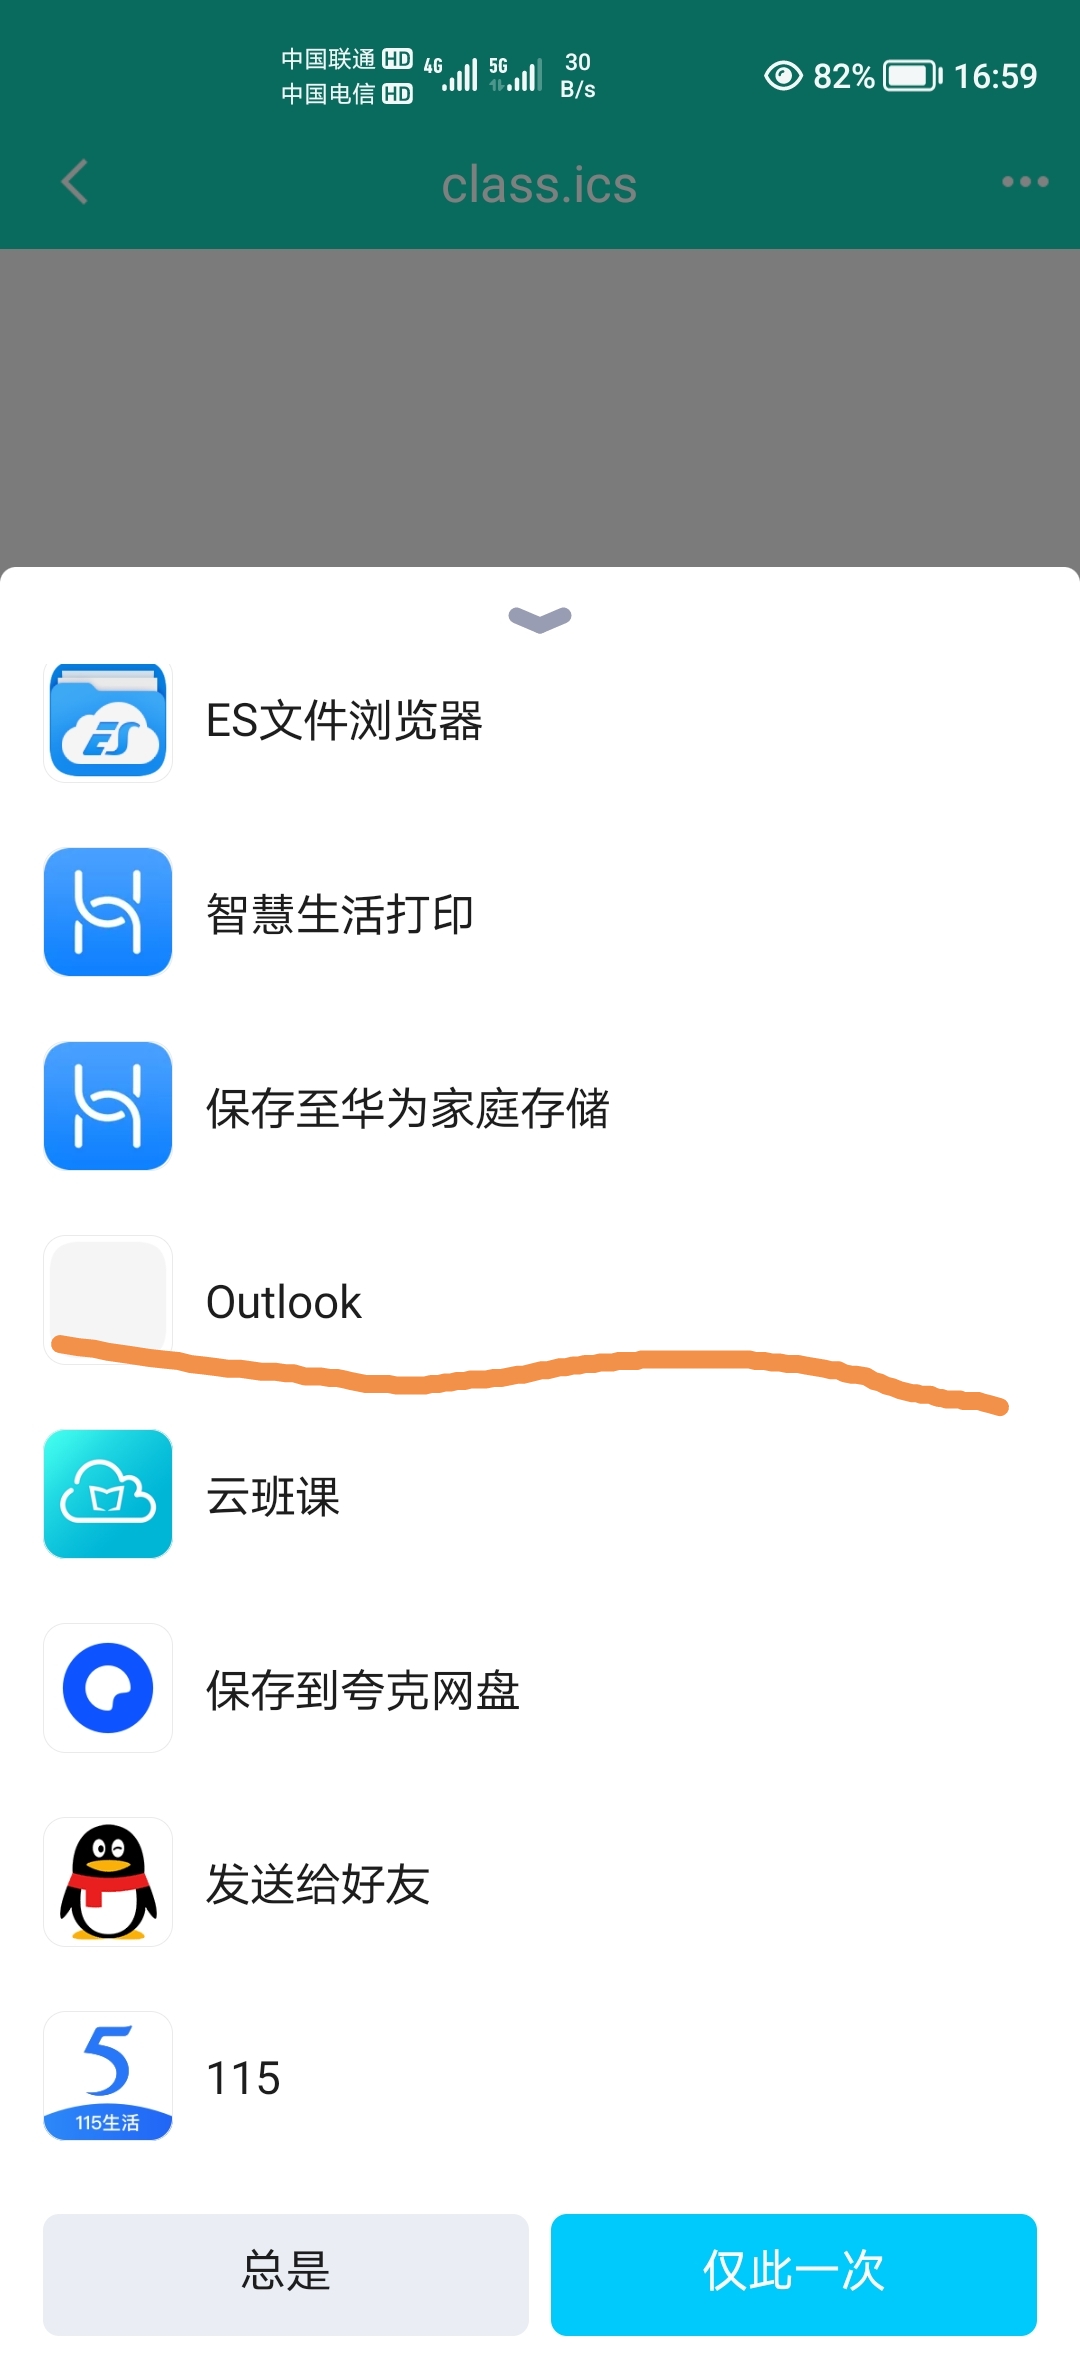 中国联通 HD 4G 5G 30
中国电信 HD B/s
82% 16:59
class.ics
ES文件浏览器
智慧生活打印
保存至华为家庭存储
Outlook
云班课
保存到夸克网盘
发送给好友
115
115生活
总是
仅此一次